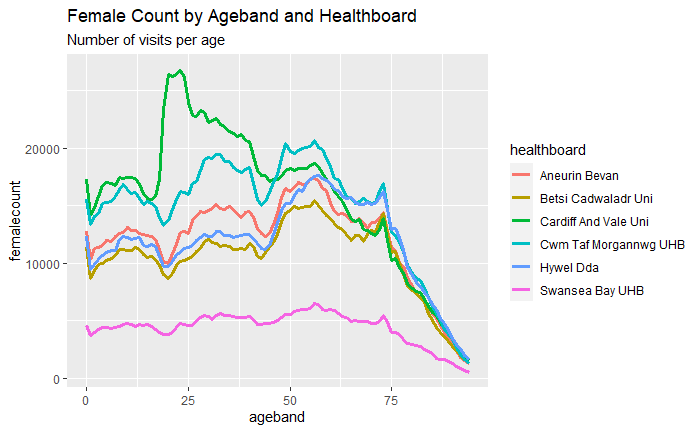 Female Count by Ageband and Healthboard
Number of visits per age
femalecount
20000
10000
0
0 25 50 75
ageband
healthboard
Aneurin Bevan
Betsi Cadwaladr Uni
Cardiff And Vale Uni
Cwm Taf Morgannwg UHB
Hywel Dda
Swansea Bay UHB